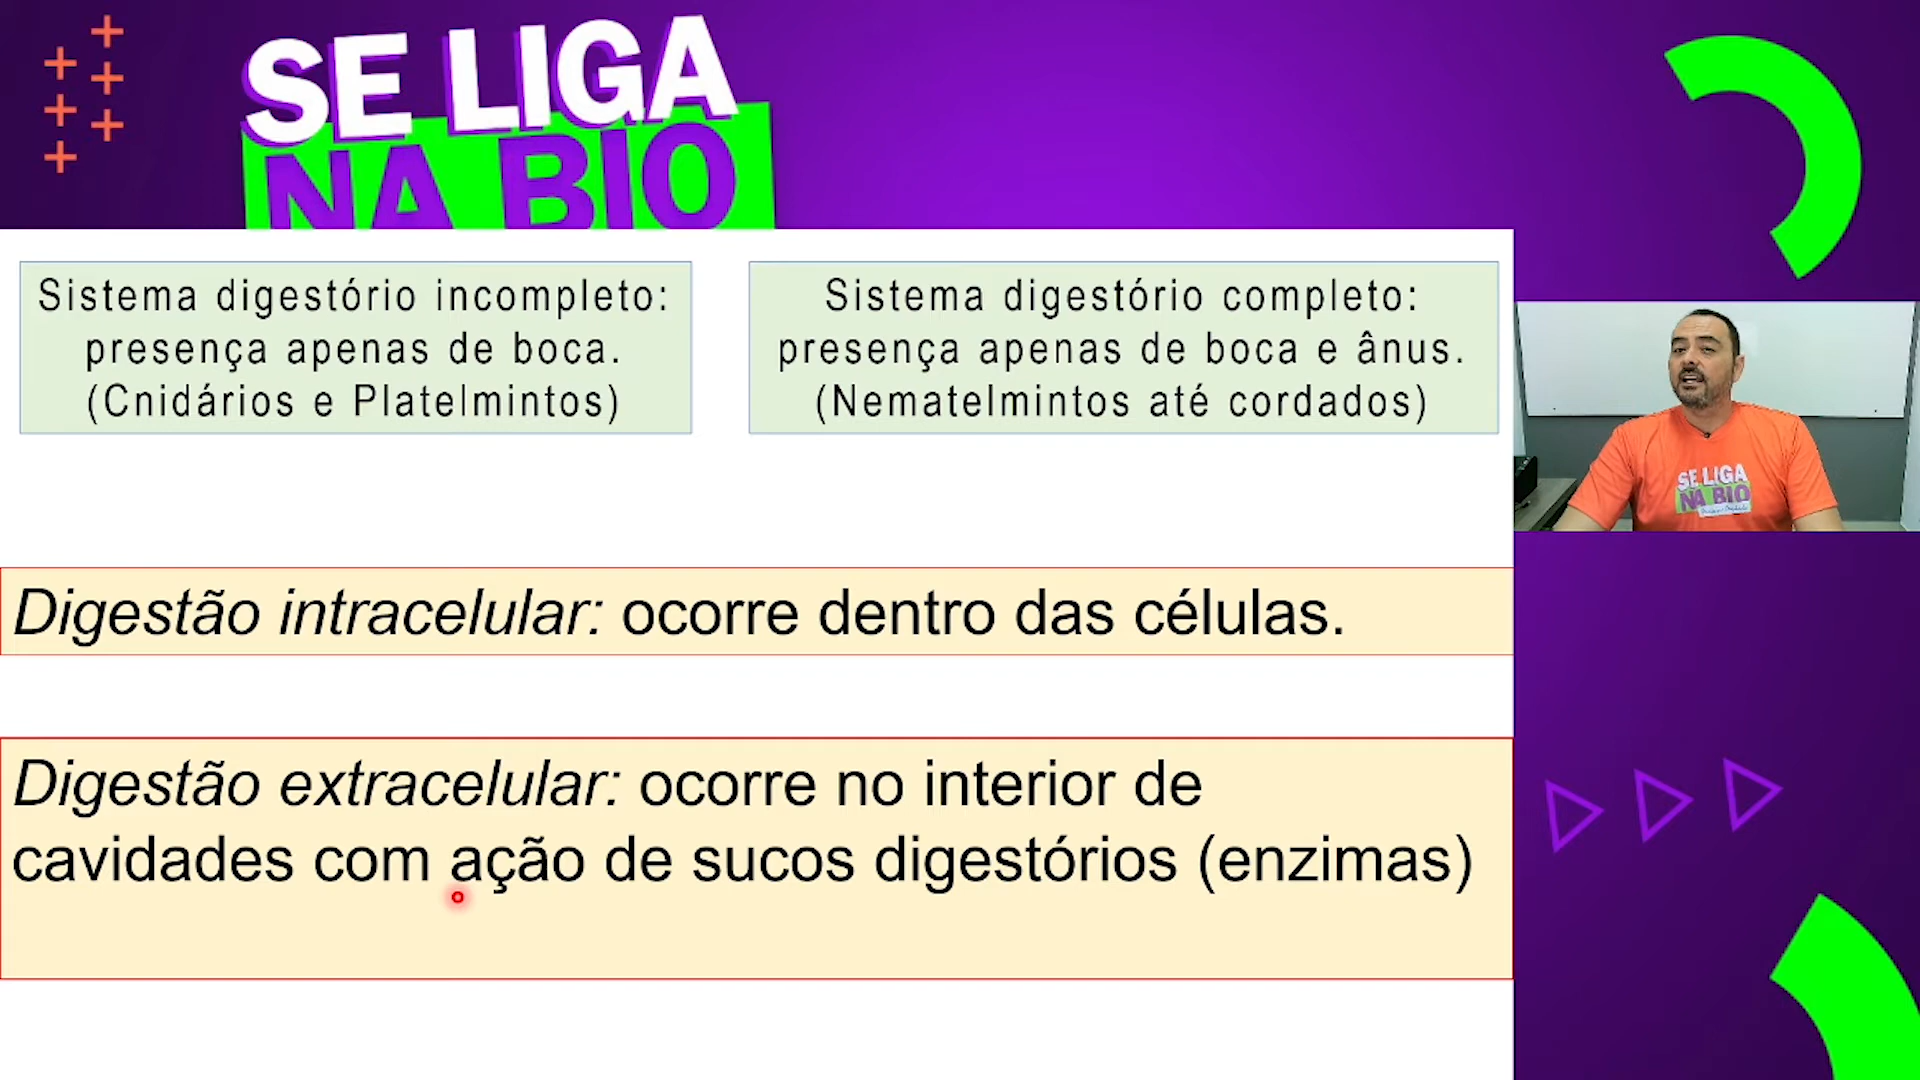 SE LIGA
NA BIO
Sistema digestório incompleto:
presença apenas de boca.
(Cnidários e Platelmintos)
Sistema digestório completo:
presença apenas de boca e ânus.
(Nematelmintos até cordados)
SE LIGA
NA BIO
Digestão intracelular: ocorre dentro das células.
Digestão extracelular: ocorre no interior de
cavidades com ação de sucos digestórios (enzimas)